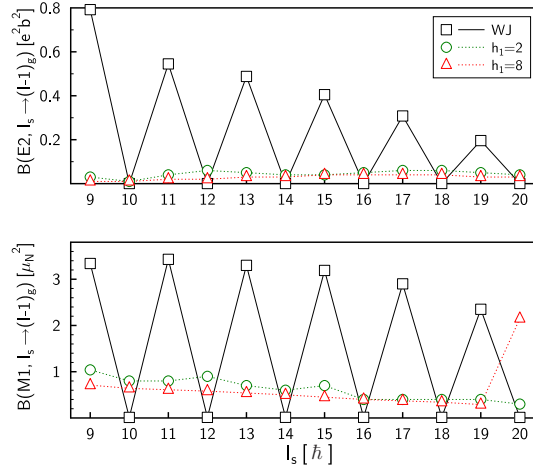 0.8
0.6
0.4
0.2
B(E2, I_s→(I-1)_g) [e²b²]
WJ
h₁=2
h₁=8
9 10 11 12 13 14 15 16 17 18 19 20
3
2
1
B(M1, I_s→(I-1)_g) [μ_N²]
9 10 11 12 13 14 15 16 17 18 19 20
I_s [ℏ]